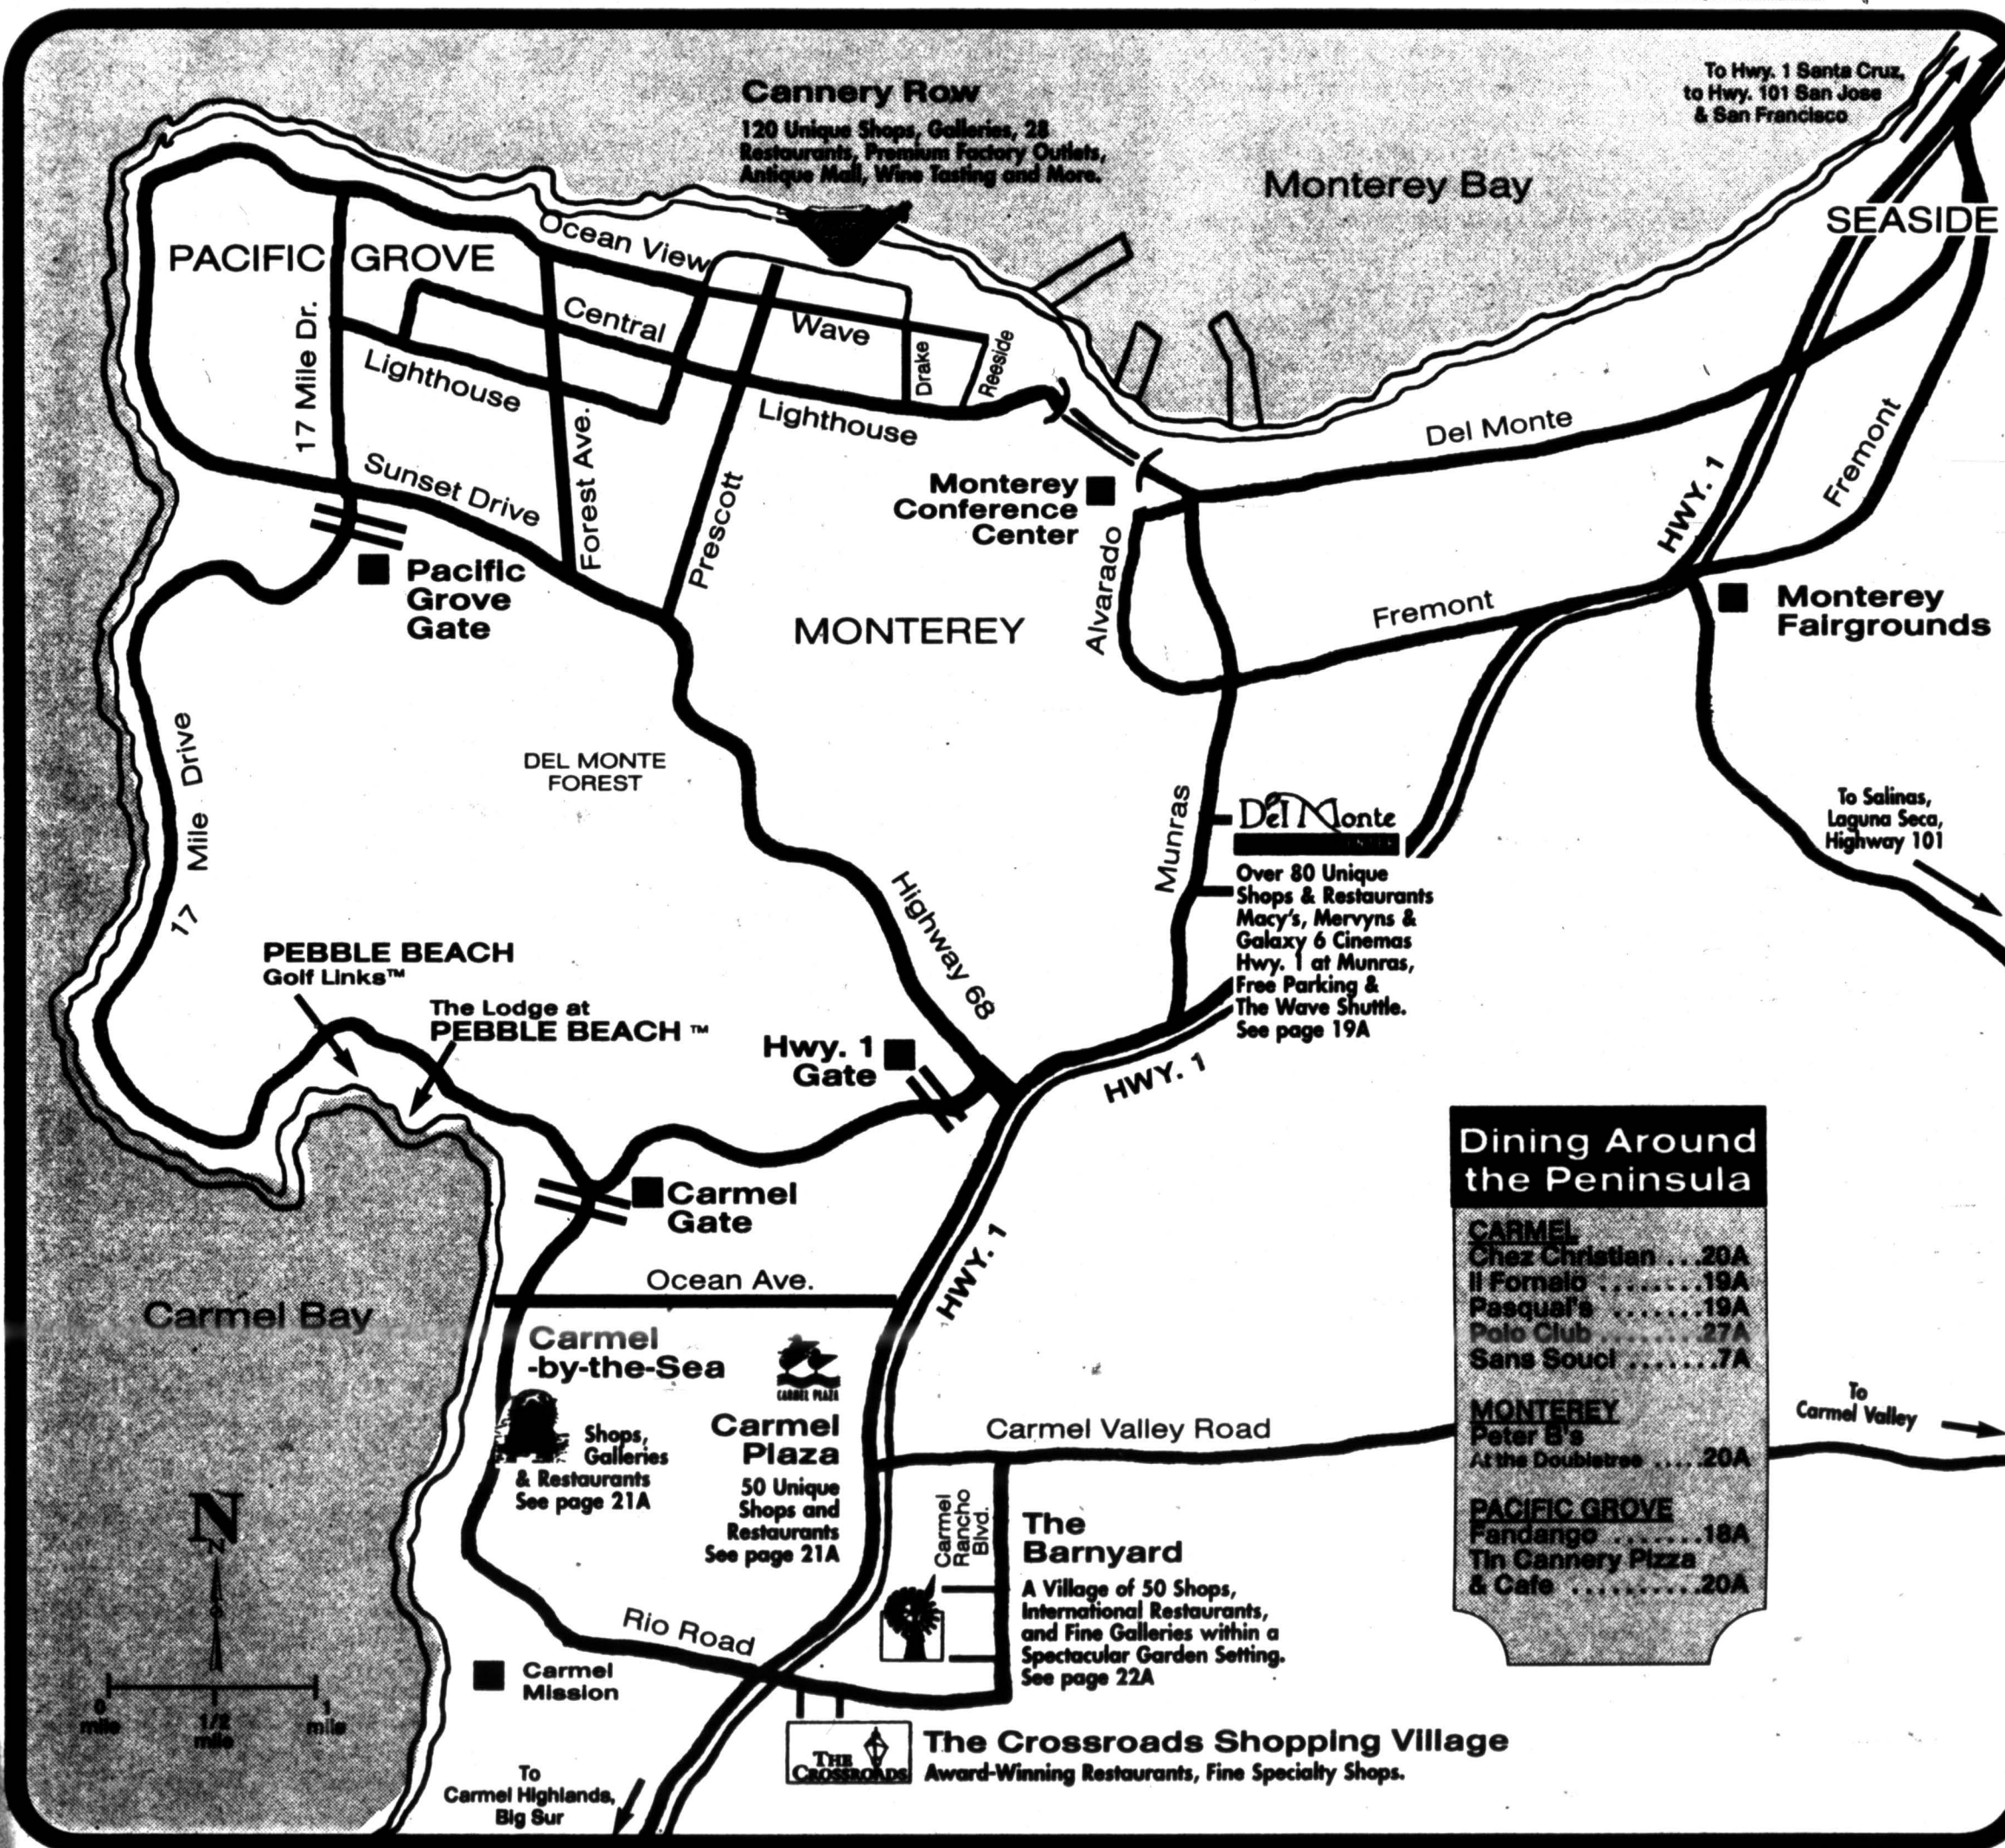 Cannery Row
120 Unique Shops, Galleries, 28
Restaurants, Premium Factory Outlets,
Antique Mall, Wine Tasting and More.
To Hwy. 1 Santa Cruz,
to Hwy. 101 San Jose
& San Francisco
Monterey Bay
SEASIDE
PACIFIC GROVE
Ocean View
Central
Wave
Drake
Reeside
17 Mile Dr.
Lighthouse
Lighthouse
Forest Ave.
Sunset Drive
Prescott
Del Monte
Fremont
HWY. 1
Monterey
Conference
Center
Alvarado
Pacific
Grove
Gate
MONTEREY
Fremont
Monterey
Fairgrounds
17 Mile Drive
DEL MONTE
FOREST
Munras
Del Monte
Over 80 Unique
Shops & Restaurants
Macy's, Mervyns &
Galaxy 6 Cinemas
Hwy. 1 at Munras,
Free Parking &
The Wave Shuttle.
See page 19A
To Salinas,
Laguna Seca,
Highway 101
Highway 68
PEBBLE BEACH
Golf Links™
The Lodge at
PEBBLE BEACH ™
Hwy. 1
Gate
HWY. 1
Carmel
Gate
Ocean Ave.
HWY. 1
Carmel Bay
Carmel
-by-the-Sea
Shops,
Galleries
& Restaurants
See page 21A
CARMEL PLAZA
Carmel
Plaza
50 Unique
Shops and
Restaurants
See page 21A
Carmel Valley Road
To
Carmel Valley
Carmel
Rancho
Blvd.
The
Barnyard
A Village of 50 Shops,
International Restaurants,
and Fine Galleries within a
Spectacular Garden Setting.
See page 22A
Dining Around
the Peninsula
CARMEL
Chez Christian ...20A
Il Fornaio ........19A
Pasqual's .......19A
Polo Club ........27A
Sans Souci .......7A
MONTEREY
Peter B's
At the Doubletree .....20A
PACIFIC GROVE
Fandango .......18A
Tin Cannery Pizza
& Cafe ..........20A
N
N
0
mile
1/2
mile
1
mile
Rio Road
Carmel
Mission
THE
CROSSROADS
The Crossroads Shopping Village
Award-Winning Restaurants, Fine Specialty Shops.
To
Carmel Highlands,
Big Sur